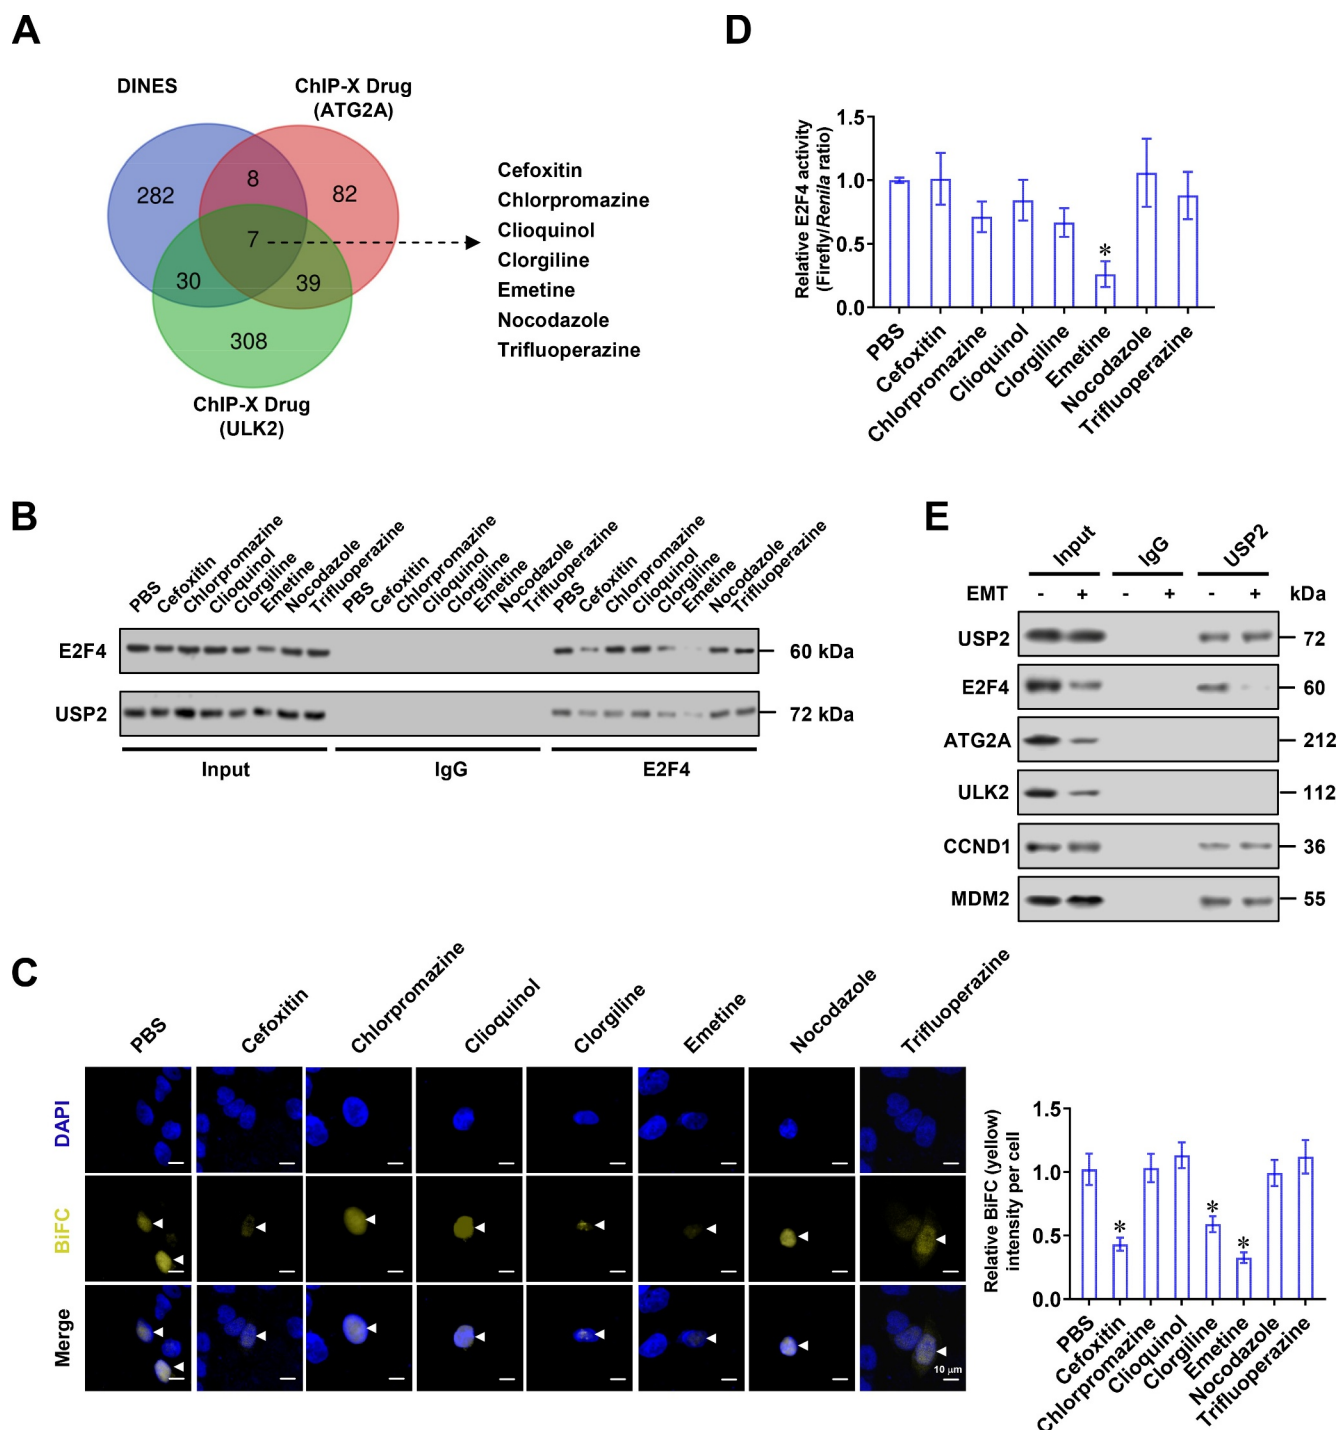 A
DINES
ChIP-X Drug
(ATG2A)
282
8
82
7
30
39
308
ChIP-X Drug
(ULK2)
Cefoxitin
Chlorpromazine
Clioquinol
Clorgiline
Emetine
Nocodazole
Trifluoperazine
D
Relative E2F4 activity
(Firefly/Renila ratio)
1.5
1.0
0.5
0.0
*
PBS
Cefoxitin
Chlorpromazine
Clioquinol
Clorgiline
Emetine
Nocodazole
Trifluoperazine
B
PBS
Cefoxitin
Chlorpromazine
Clioquinol
Clorgiline
Emetine
Nocodazole
Trifluoperazine
PBS
Cefoxitin
Chlorpromazine
Clioquinol
Clorgiline
Emetine
Nocodazole
Trifluoperazine
PBS
Cefoxitin
Chlorpromazine
Clioquinol
Clorgiline
Emetine
Nocodazole
Trifluoperazine
E2F4
60 kDa
USP2
72 kDa
Input
IgG
E2F4
E
Input
IgG
USP2
EMT - + - + - + kDa
USP2 72
E2F4 60
ATG2A 212
ULK2 112
CCND1 36
MDM2 55
C
PBS
Cefoxitin
Chlorpromazine
Clioquinol
Clorgiline
Emetine
Nocodazole
Trifluoperazine
DAPI
BiFC
Merge
10 μm
Relative BiFC (yellow)
intensity per cell
1.5
1.0
0.5
0.0
*
*
*
PBS
Cefoxitin
Chlorpromazine
Clioquinol
Clorgiline
Emetine
Nocodazole
Trifluoperazine